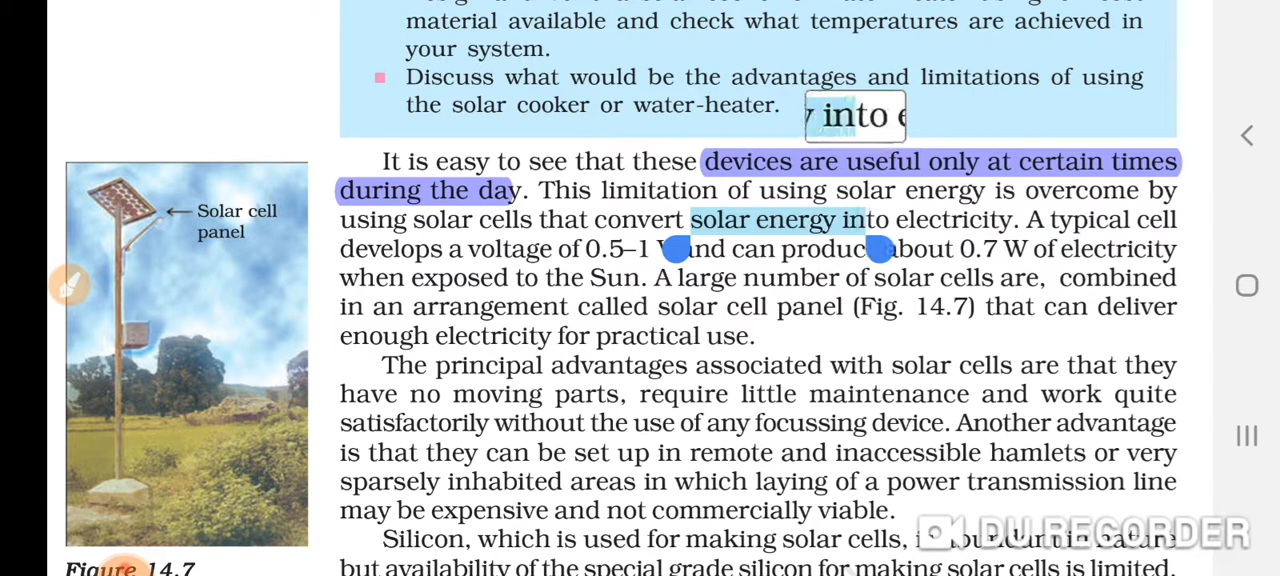 material available and check what temperatures are achieved in
your system.
Discuss what would be the advantages and limitations of using
the solar cooker or water-heater.
into
It is easy to see that these devices are useful only at certain times
during the day. This limitation of using solar energy is overcome by
using solar cells that convert solar energy into electricity. A typical cell
develops a voltage of 0.5–1 and can produc about 0.7 W of electricity
when exposed to the Sun. A large number of solar cells are, combined
in an arrangement called solar cell panel (Fig. 14.7) that can deliver
enough electricity for practical use.
The principal advantages associated with solar cells are that they
have no moving parts, require little maintenance and work quite
satisfactorily without the use of any focussing device. Another advantage
is that they can be set up in remote and inaccessible hamlets or very
sparsely inhabited areas in which laying of a power transmission line
may be expensive and not commercially viable.
Silicon, which is used for making solar cells, is abundant in nature
but availability of the special grade silicon for making solar cells is limited.
Solar cell
panel
Figure 14.7
DU RECORDER